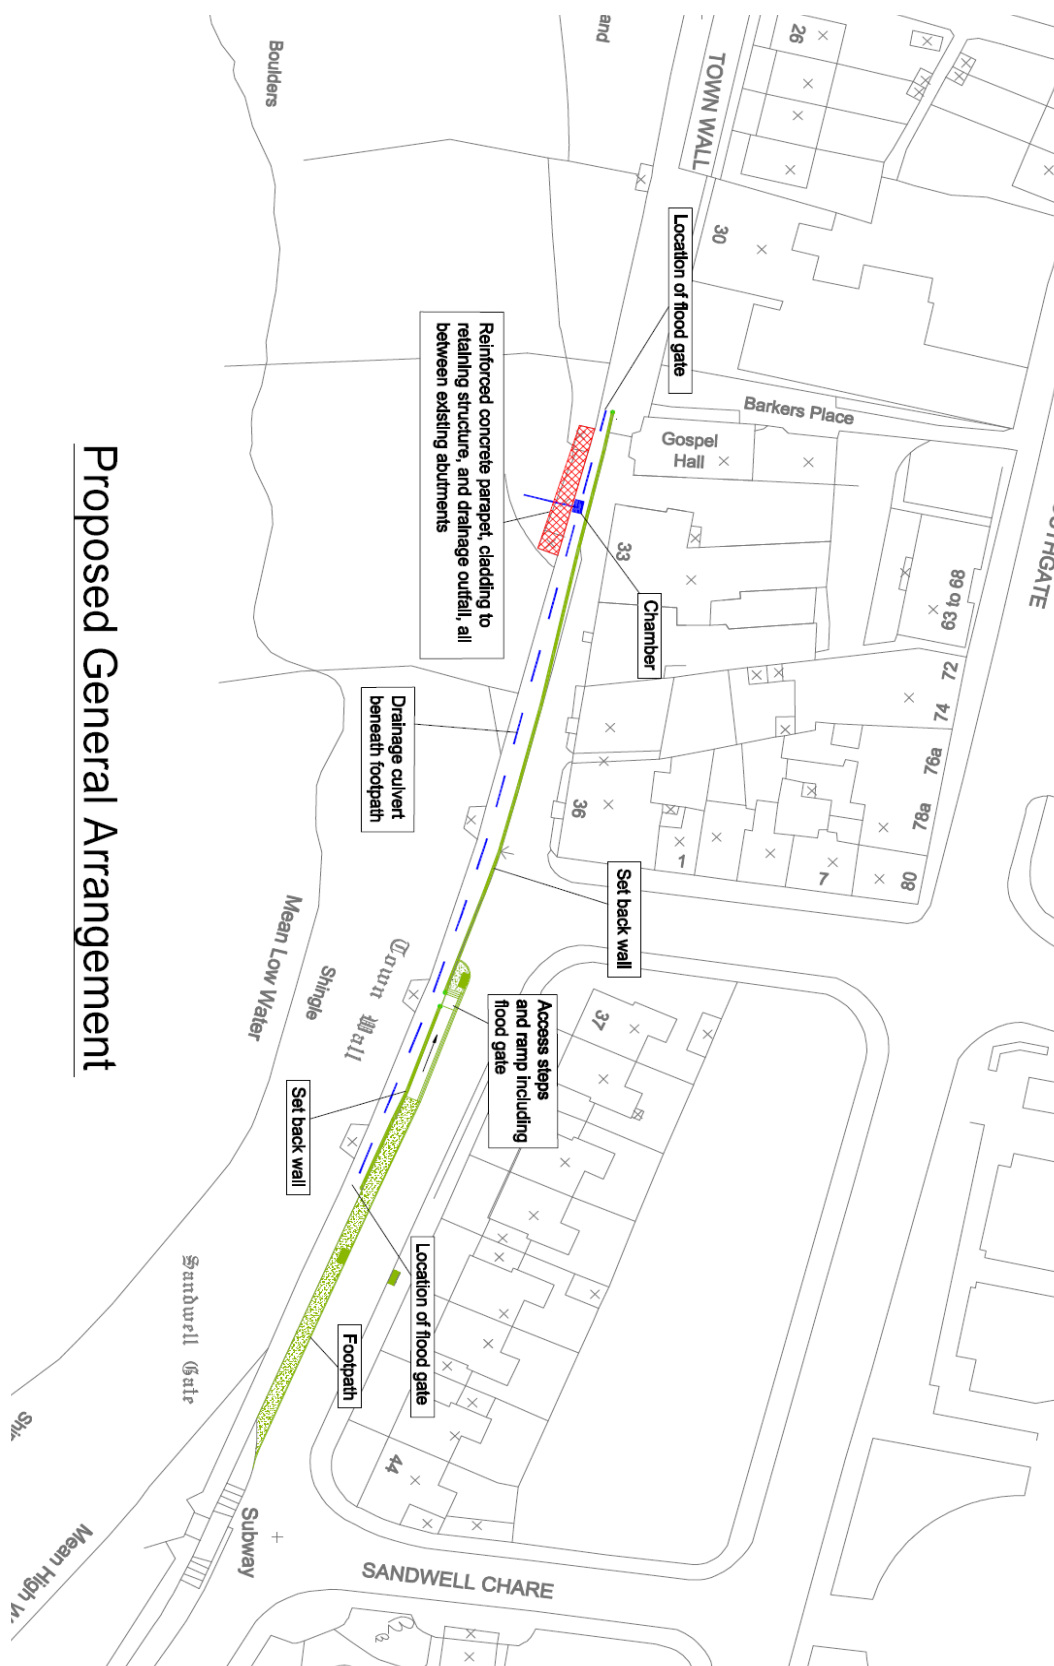 Boulders
TOWN WALL
26
30
Location of flood gate
Barkers Place
Gospel
Hall
Reinforced concrete parapet, cladding to
retaining structure, and drainage outfall, all
between existing abutments
33
Chamber
63 to 68
72
74
76a
78a
80
1
7
36
Drainage culvert
beneath footpath
Set back wall
Mean Low Water
Shingle
Town Wall
37
Access steps
and ramp including
flood gate
Set back wall
Location of flood gate
Footpath
Sandwell Gate
44
Subway
SANDWELL CHARE
Mean High
Proposed General Arrangement